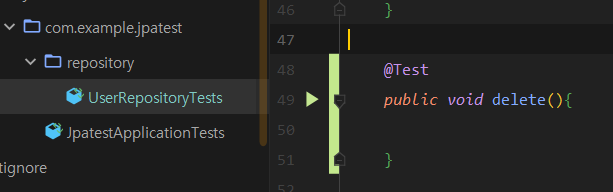 com.example.jpatest
repository
UserRepositoryTests
JpatestApplicationTests
tignore
46 }
47
48 @Test
49 public void delete(){
50
51 }
52